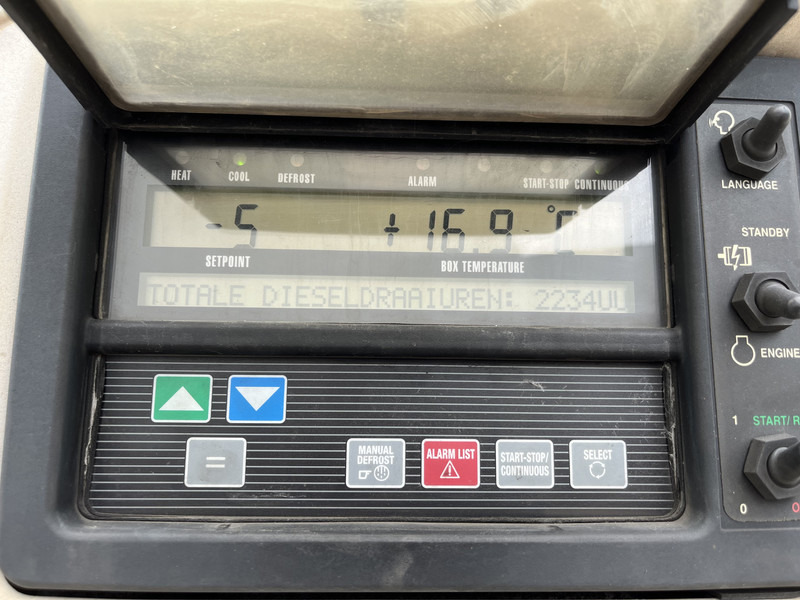 HEAT COOL DEFROST ALARM START-STOP CONTINUOUS
LANGUAGE
-5 +16.9 °C
SETPOINT BOX TEMPERATURE
STANDBY
TOTALE DIESELDRAAIUREN: 2234UU
ENGINE
MANUAL DEFROST
ALARM LIST
START-STOP/ CONTINUOUS
SELECT
=
1 START/R
0